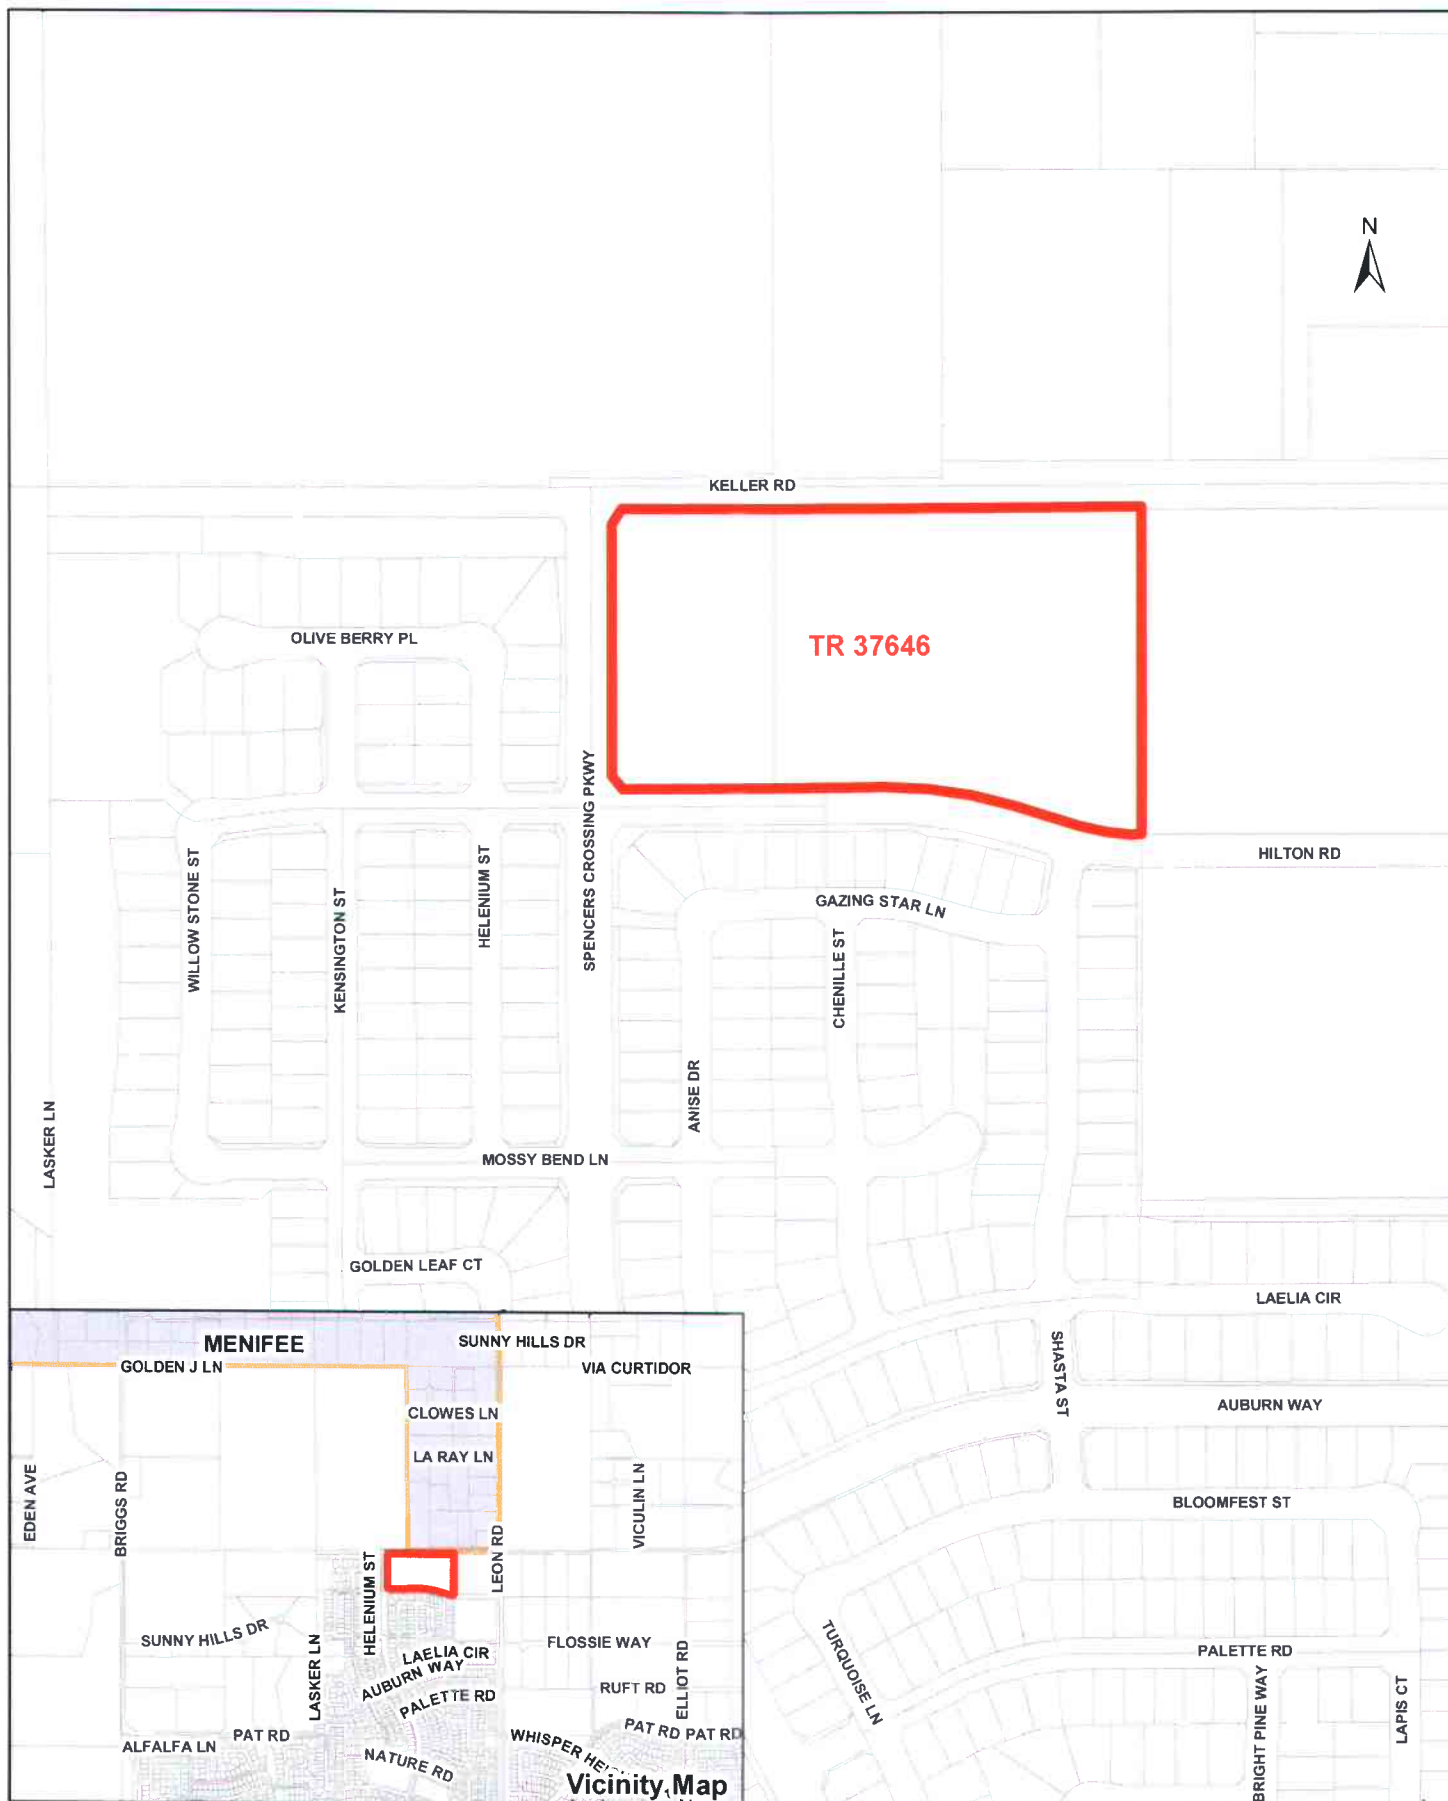 N
KELLER RD
TR 37646
OLIVE BERRY PL
SPENCERS CROSSING PKWY
HILTON RD
WILLOW STONE ST
KENSINGTON ST
HELENIUM ST
GAZING STAR LN
CHENILLE ST
ANISE DR
LASKER LN
MOSSY BEND LN
GOLDEN LEAF CT
LAELIA CIR
SHASTA ST
AUBURN WAY
BLOOMFEST ST
TURQUOISE LN
PALETTE RD
BRIGHT PINE WAY
LAPIS CT
MENIFEE
SUNNY HILLS DR
GOLDEN J LN
VIA CURTIDOR
CLOWES LN
LA RAY LN
EDEN AVE
BRIGGS RD
VICULIN LN
LEON RD
HELENIUM ST
SUNNY HILLS DR
LASKER LN
LAELIA CIR
AUBURN WAY
PALETTE RD
FLOSSIE WAY
ELLIOT RD
RUFT RD
PAT RD
ALFALFA LN
NATURE RD
PAT RD PAT RD
WHISPER
Vicinity Map